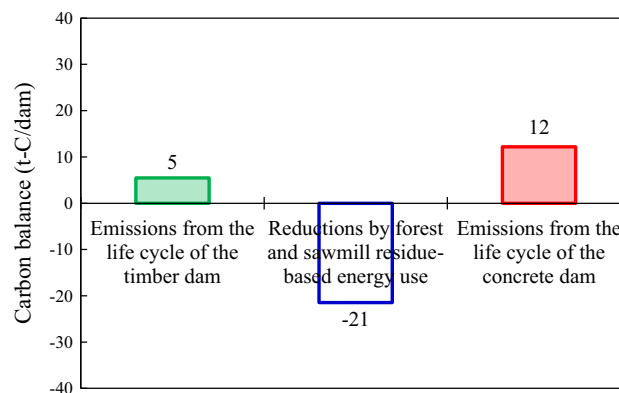 Carbon balance (t-C/dam)
40
30
20
10
0
-10
-20
-30
-40
5
12
-21
Emissions from the
life cycle of the
timber dam
Reductions by forest
and sawmill residue-
based energy use
Emissions from the
life cycle of the
concrete dam